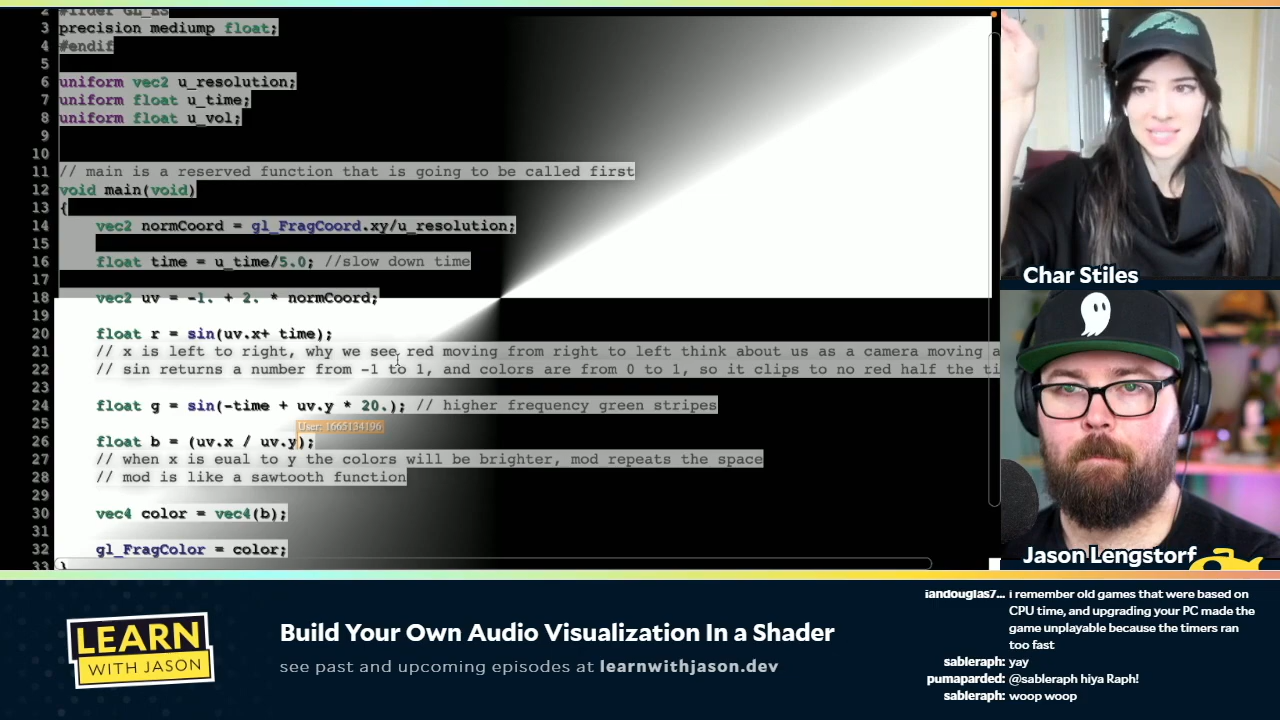 2 #ifdef GL_ES
3 precision mediump float;
4 #endif
5
6 uniform vec2 u_resolution;
7 uniform float u_time;
8 uniform float u_vol;
9
10
11 // main is a reserved function that is going to be called first
12 void main(void)
13 {
14 vec2 normCoord = gl_FragCoord.xy/u_resolution;
15
16 float time = u_time/5.0; //slow down time
17
18 vec2 uv = -1. + 2. * normCoord;
19
20 float r = sin(uv.x+ time);
21 // x is left to right, why we see red moving from right to left think about us as a camera moving a
22 // sin returns a number from -1 to 1, and colors are from 0 to 1, so it clips to no red half the ti
23
24 float g = sin(-time + uv.y * 20.); // higher frequency green stripes
25
User: 1665134196
26 float b = (uv.x / uv.y);
27 // when x is eual to y the colors will be brighter, mod repeats the space
28 // mod is like a sawtooth function
29
30 vec4 color = vec4(b);
31
32 gl_FragColor = color;
33 }
Char Stiles
Jason Lengstorf
LEARN
WITH JASON
Build Your Own Audio Visualization In a Shader
see past and upcoming episodes at learnwithjason.dev
iandouglas7... i remember old games that were based on
CPU time, and upgrading your PC made the
game unplayable because the timers ran
too fast
sableraph: yay
pumaparded: @sableraph hiya Raph!
sableraph: woop woop